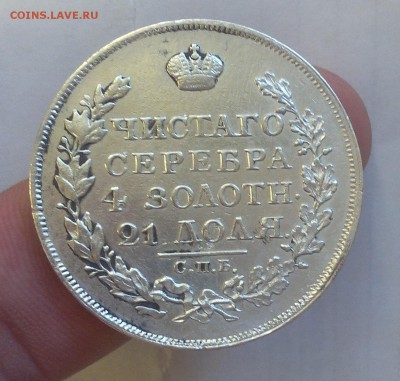 COINS.LAVE.RU
ЧИСТАГО
СЕРЕБРА
4 ЗОЛОТН.
21 ДОЛЯ.
С.П.Б.